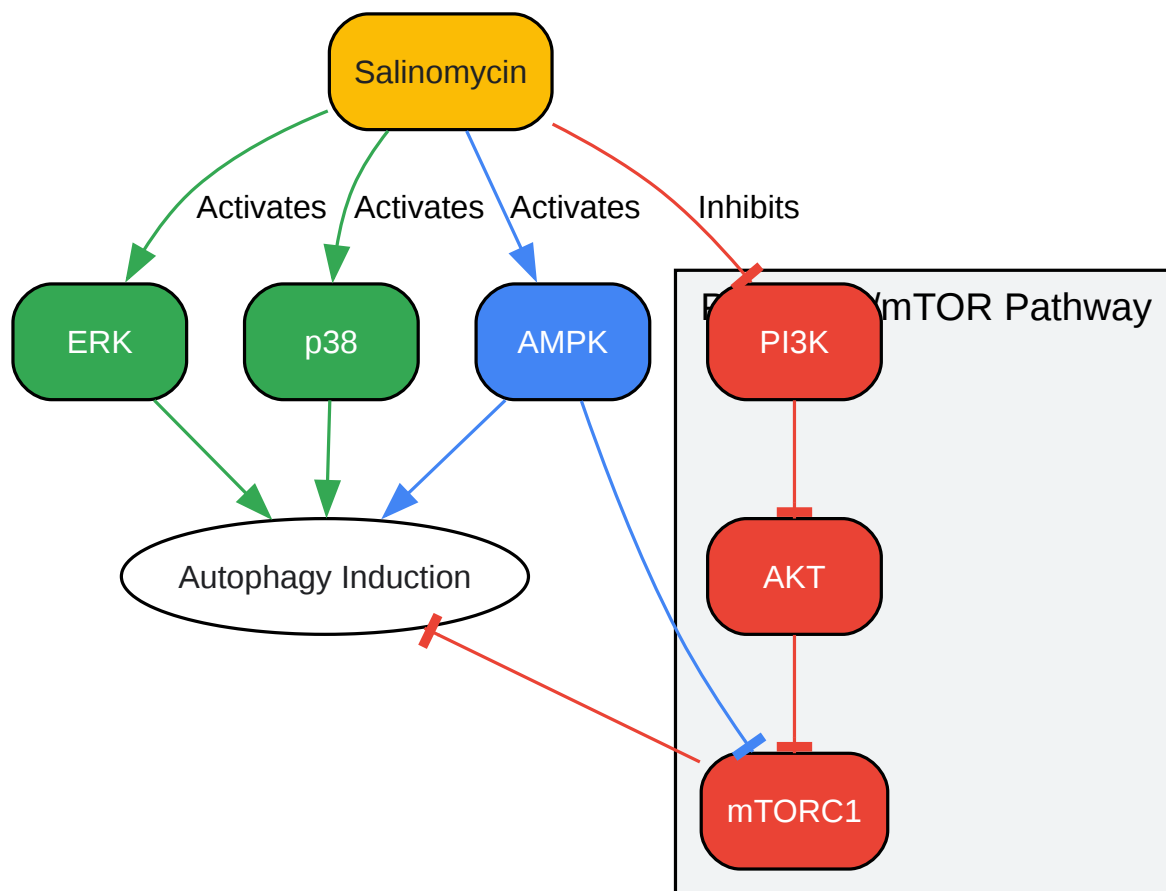 Salinomycin
Activates
Activates
Activates
Inhibits
/mTOR Pathway
ERK
p38
AMPK
PI3K
Autophagy Induction
AKT
mTORC1